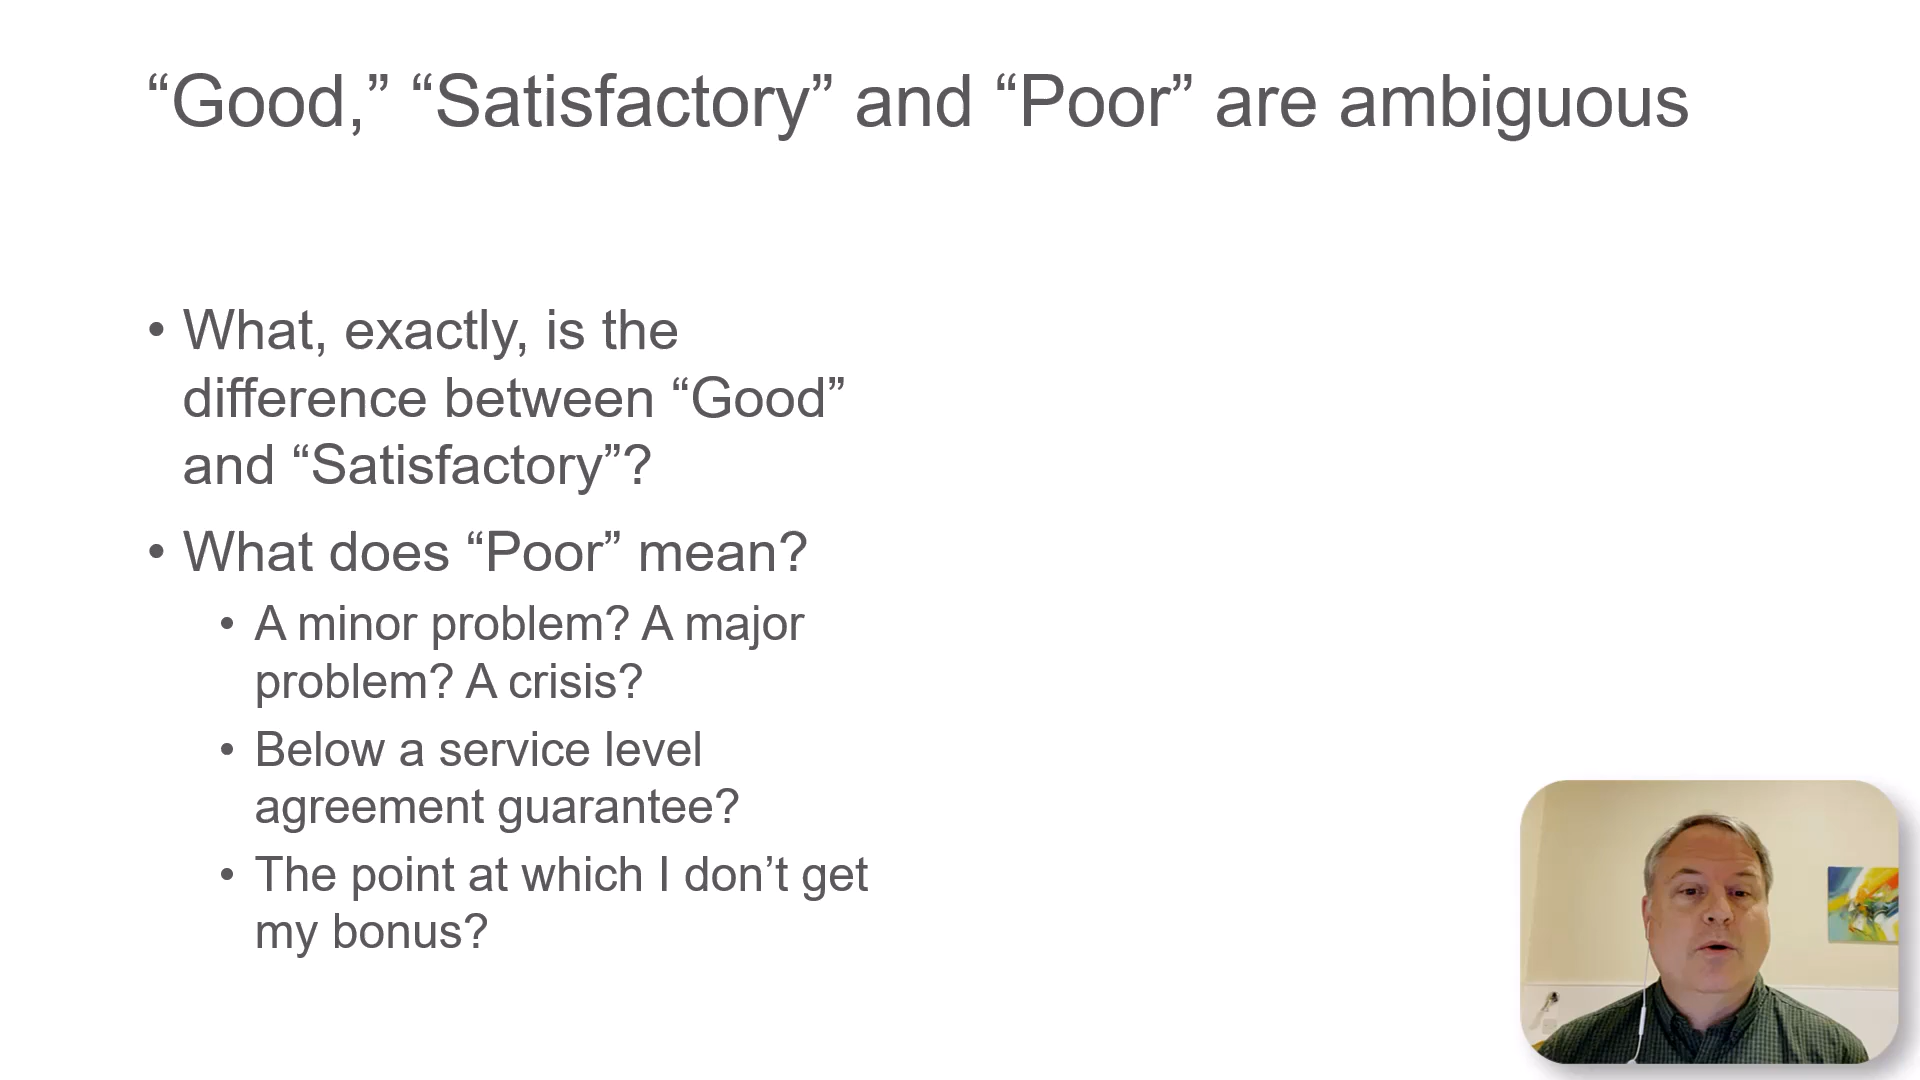 “Good,” “Satisfactory” and “Poor” are ambiguous
• What, exactly, is the
difference between “Good”
and “Satisfactory”?
• What does “Poor” mean?
• A minor problem? A major
problem? A crisis?
• Below a service level
agreement guarantee?
• The point at which I don’t get
my bonus?